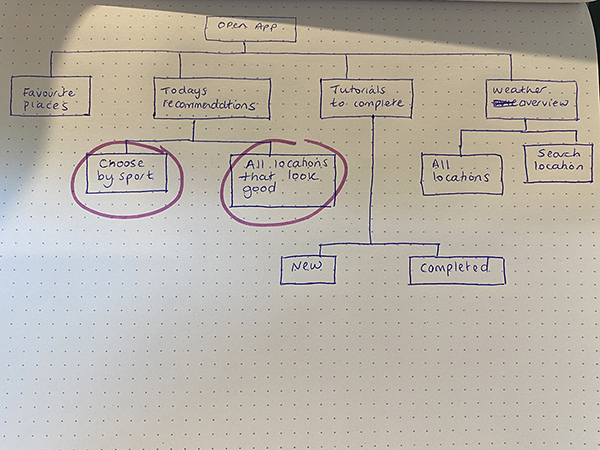 Open App
Favourite
places
Todays
recommendations
Tutorials
to complete
Weather
overview
Choose
by sport
All locations
that look
good
All
locations
Search
location
New
Completed